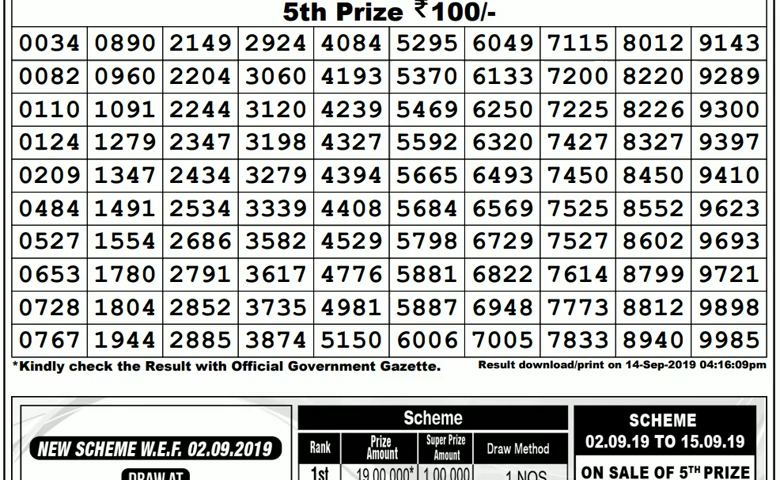 5th Prize ₹100/-
0034 0890 2149 2924 4084 5295 6049 7115 8012 9143
0082 0960 2204 3060 4193 5370 6133 7200 8220 9289
0110 1091 2244 3120 4239 5469 6250 7225 8226 9300
0124 1279 2347 3198 4327 5592 6320 7427 8327 9397
0209 1347 2434 3279 4394 5665 6493 7450 8450 9410
0484 1491 2534 3339 4408 5684 6569 7525 8552 9623
0527 1554 2686 3582 4529 5798 6729 7527 8602 9693
0653 1780 2791 3617 4776 5881 6822 7614 8799 9721
0728 1804 2852 3735 4981 5887 6948 7773 8812 9898
0767 1944 2885 3874 5150 6006 7005 7833 8940 9985
*Kindly check the Result with Official Government Gazette. Result download/print on 14-Sep-2019 04:16:09pm
NEW SCHEME W.E.F. 02.09.2019
DRAW AT
Scheme
Rank Prize Amount Super Prize Amount Draw Method
1st 19,00,000* 1,00,000 1 NOS
SCHEME
02.09.19 TO 15.09.19
ON SALE OF 5TH PRIZE